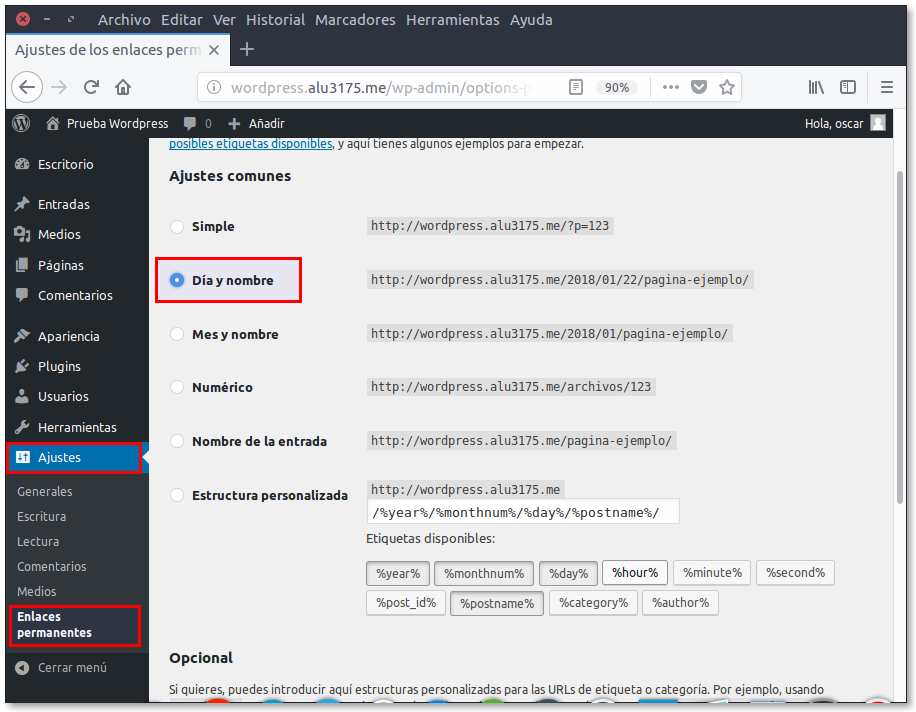 Archivo Editar Ver Historial Marcadores Herramientas Ayuda
Ajustes de los enlaces perm
wordpress.alu3175.me/wp-admin/options-p
90%
Prueba Wordpress 0 Añadir Hola, oscar
Escritorio
Entradas
Medios
Páginas
Comentarios
Apariencia
Plugins
Usuarios
Herramientas
Ajustes
Generales
Escritura
Lectura
Comentarios
Medios
Enlaces
permanentes
Cerrar menú
posibles etiquetas disponibles, y aquí tienes algunos ejemplos para empezar.
Ajustes comunes
Simple http://wordpress.alu3175.me/?p=123
Día y nombre http://wordpress.alu3175.me/2018/01/22/pagina-ejemplo/
Mes y nombre http://wordpress.alu3175.me/2018/01/pagina-ejemplo/
Numérico http://wordpress.alu3175.me/archivos/123
Nombre de la entrada http://wordpress.alu3175.me/pagina-ejemplo/
Estructura personalizada http://wordpress.alu3175.me
/%year%/%monthnum%/%day%/%postname%/
Etiquetas disponibles:
%year% %monthnum% %day% %hour% %minute% %second%
%post_id% %postname% %category% %author%
Opcional
Si quieres, puedes introducir aquí estructuras personalizadas para las URLs de etiqueta o categoría. Por ejemplo, usando